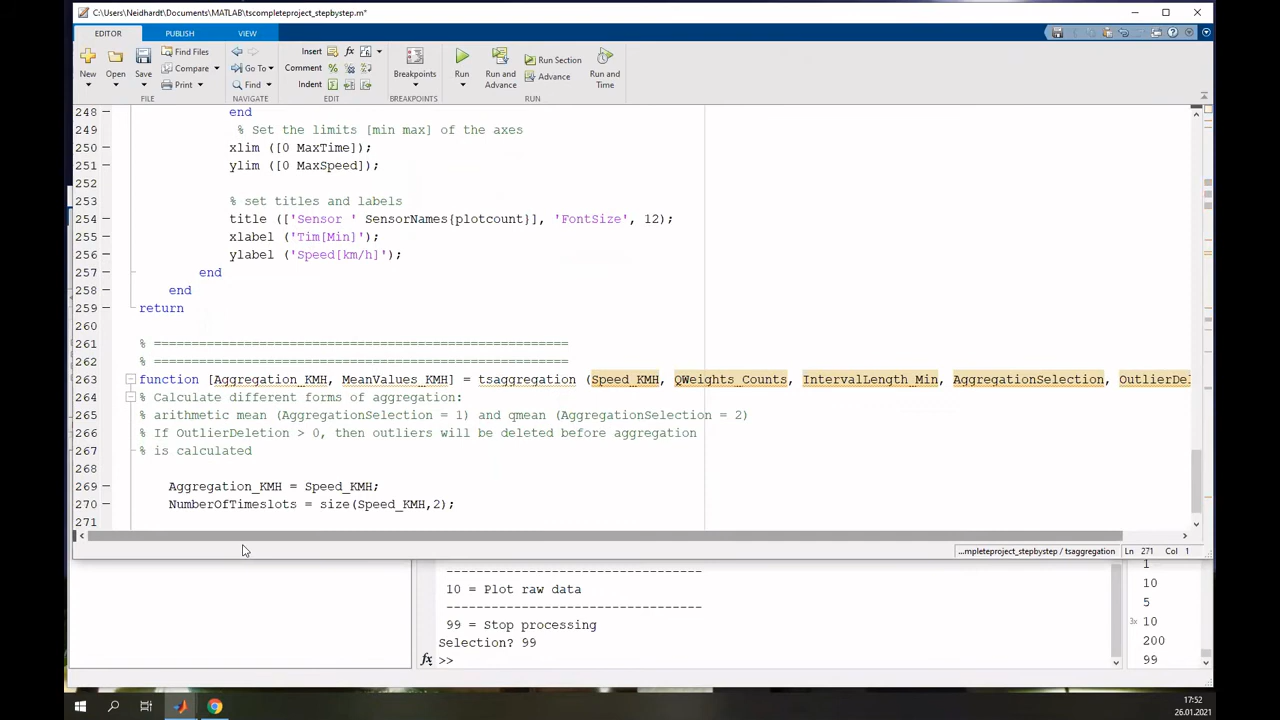 C:\Users\Neidhardt\Documents\MATLAB\tscompleteproject_stepbystep.m*
EDITOR PUBLISH VIEW
New Open Save Find Files Compare Print Go To Find Insert Comment Indent Breakpoints Run Run and Advance Run Section Advance Run and Time
FILE NAVIGATE EDIT BREAKPOINTS RUN
248 end
249 % Set the limits [min max] of the axes
250 xlim ([0 MaxTime]);
251 ylim ([0 MaxSpeed]);
252
253 % set titles and labels
254 title (['Sensor ' SensorNames{plotcount}], 'FontSize', 12);
255 xlabel ('Tim[Min]');
256 ylabel ('Speed[km/h]');
257 end
258 end
259 return
260
261 % =======================================================
262 % =======================================================
263 function [Aggregation_KMH, MeanValues_KMH] = tsaggregation (Speed_KMH, QWeights_Counts, IntervalLength_Min, AggregationSelection, OutlierDel
264 % Calculate different forms of aggregation:
265 % arithmetic mean (AggregationSelection = 1) and qmean (AggregationSelection = 2)
266 % If OutlierDeletion > 0, then outliers will be deleted before aggregation
267 % is calculated
268
269 Aggregation_KMH = Speed_KMH;
270 NumberOfTimeslots = size(Speed_KMH,2);
271
...mpleteproject_stepbystep / tsaggregation Ln 271 Col 1
----------------------------------
10 = Plot raw data
----------------------------------
99 = Stop processing
Selection? 99
fx >>
1
10
5
3x 10
200
99
17:52
26.01.2021